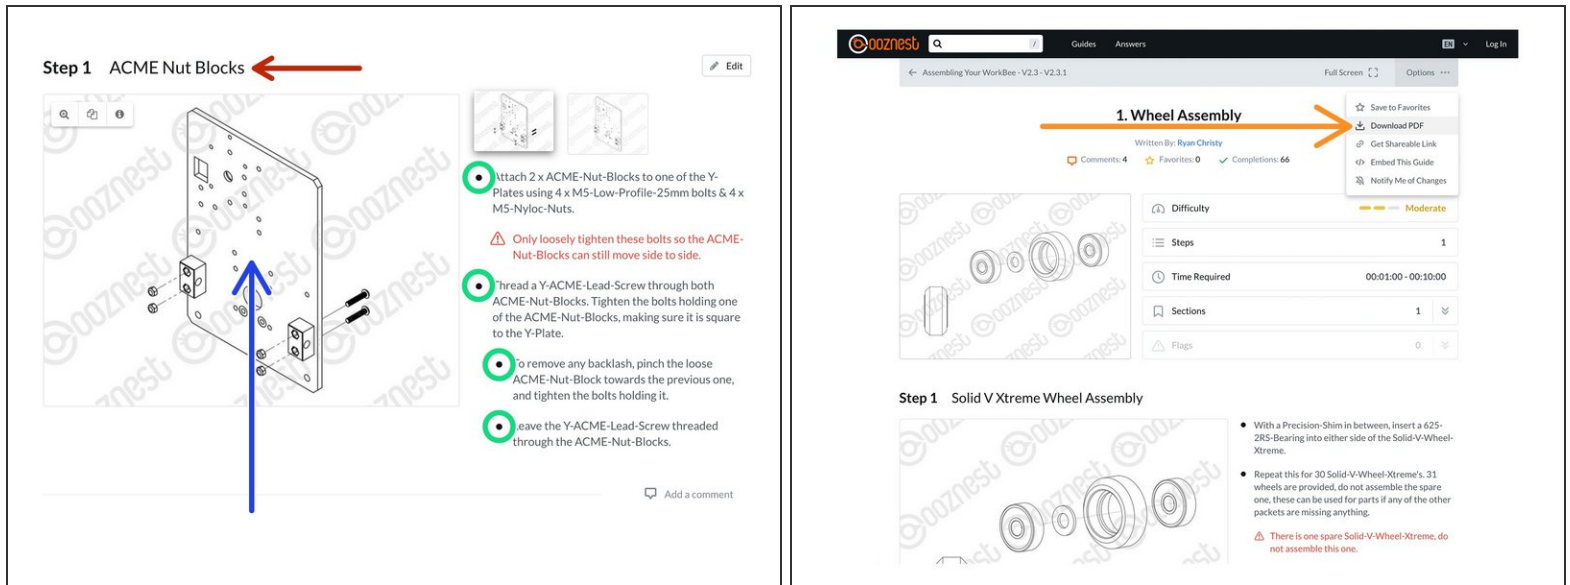 Step 1 ACME Nut Blocks
Edit
Attach 2 x ACME-Nut-Blocks to one of the Y-
Plates using 4 x M5-Low-Profile-25mm bolts & 4 x
M5-Nyloc-Nuts.
Only loosely tighten these bolts so the ACME-
Nut-Blocks can still move side to side.
Thread a Y-ACME-Lead-Screw through both
ACME-Nut-Blocks. Tighten the bolts holding one
of the ACME-Nut-Blocks, making sure it is square
to the Y-Plate.
To remove any backlash, pinch the loose
ACME-Nut-Block towards the previous one,
and tighten the bolts holding it.
Leave the Y-ACME-Lead-Screw threaded
through the ACME-Nut-Blocks.
Add a comment
ooznest
/ Guides Answers EN Log In
Assembling Your WorkBee - V2.3 - V2.3.1 Full Screen Options
Save to Favorites
1. Wheel Assembly
Download PDF
Written By: Ryan Christy
Get Shareable Link
Comments: 4 Favorites: 0 Completions: 66
Embed This Guide
Notify Me of Changes
Difficulty Moderate
Steps 1
Time Required 00:01:00 - 00:10:00
Sections 1
Flags 0
Step 1 Solid V Xtreme Wheel Assembly
With a Precision-Shim in between, insert a 625-
2RS-Bearing into either side of the Solid-V-Wheel-
Xtreme.
Repeat this for 30 Solid-V-Wheel-Xtreme's. 31
wheels are provided, do not assemble the spare
one, these can be used for parts if any of the other
packets are missing anything.
There is one spare Solid-V-Wheel-Xtreme, do
not assemble this one.